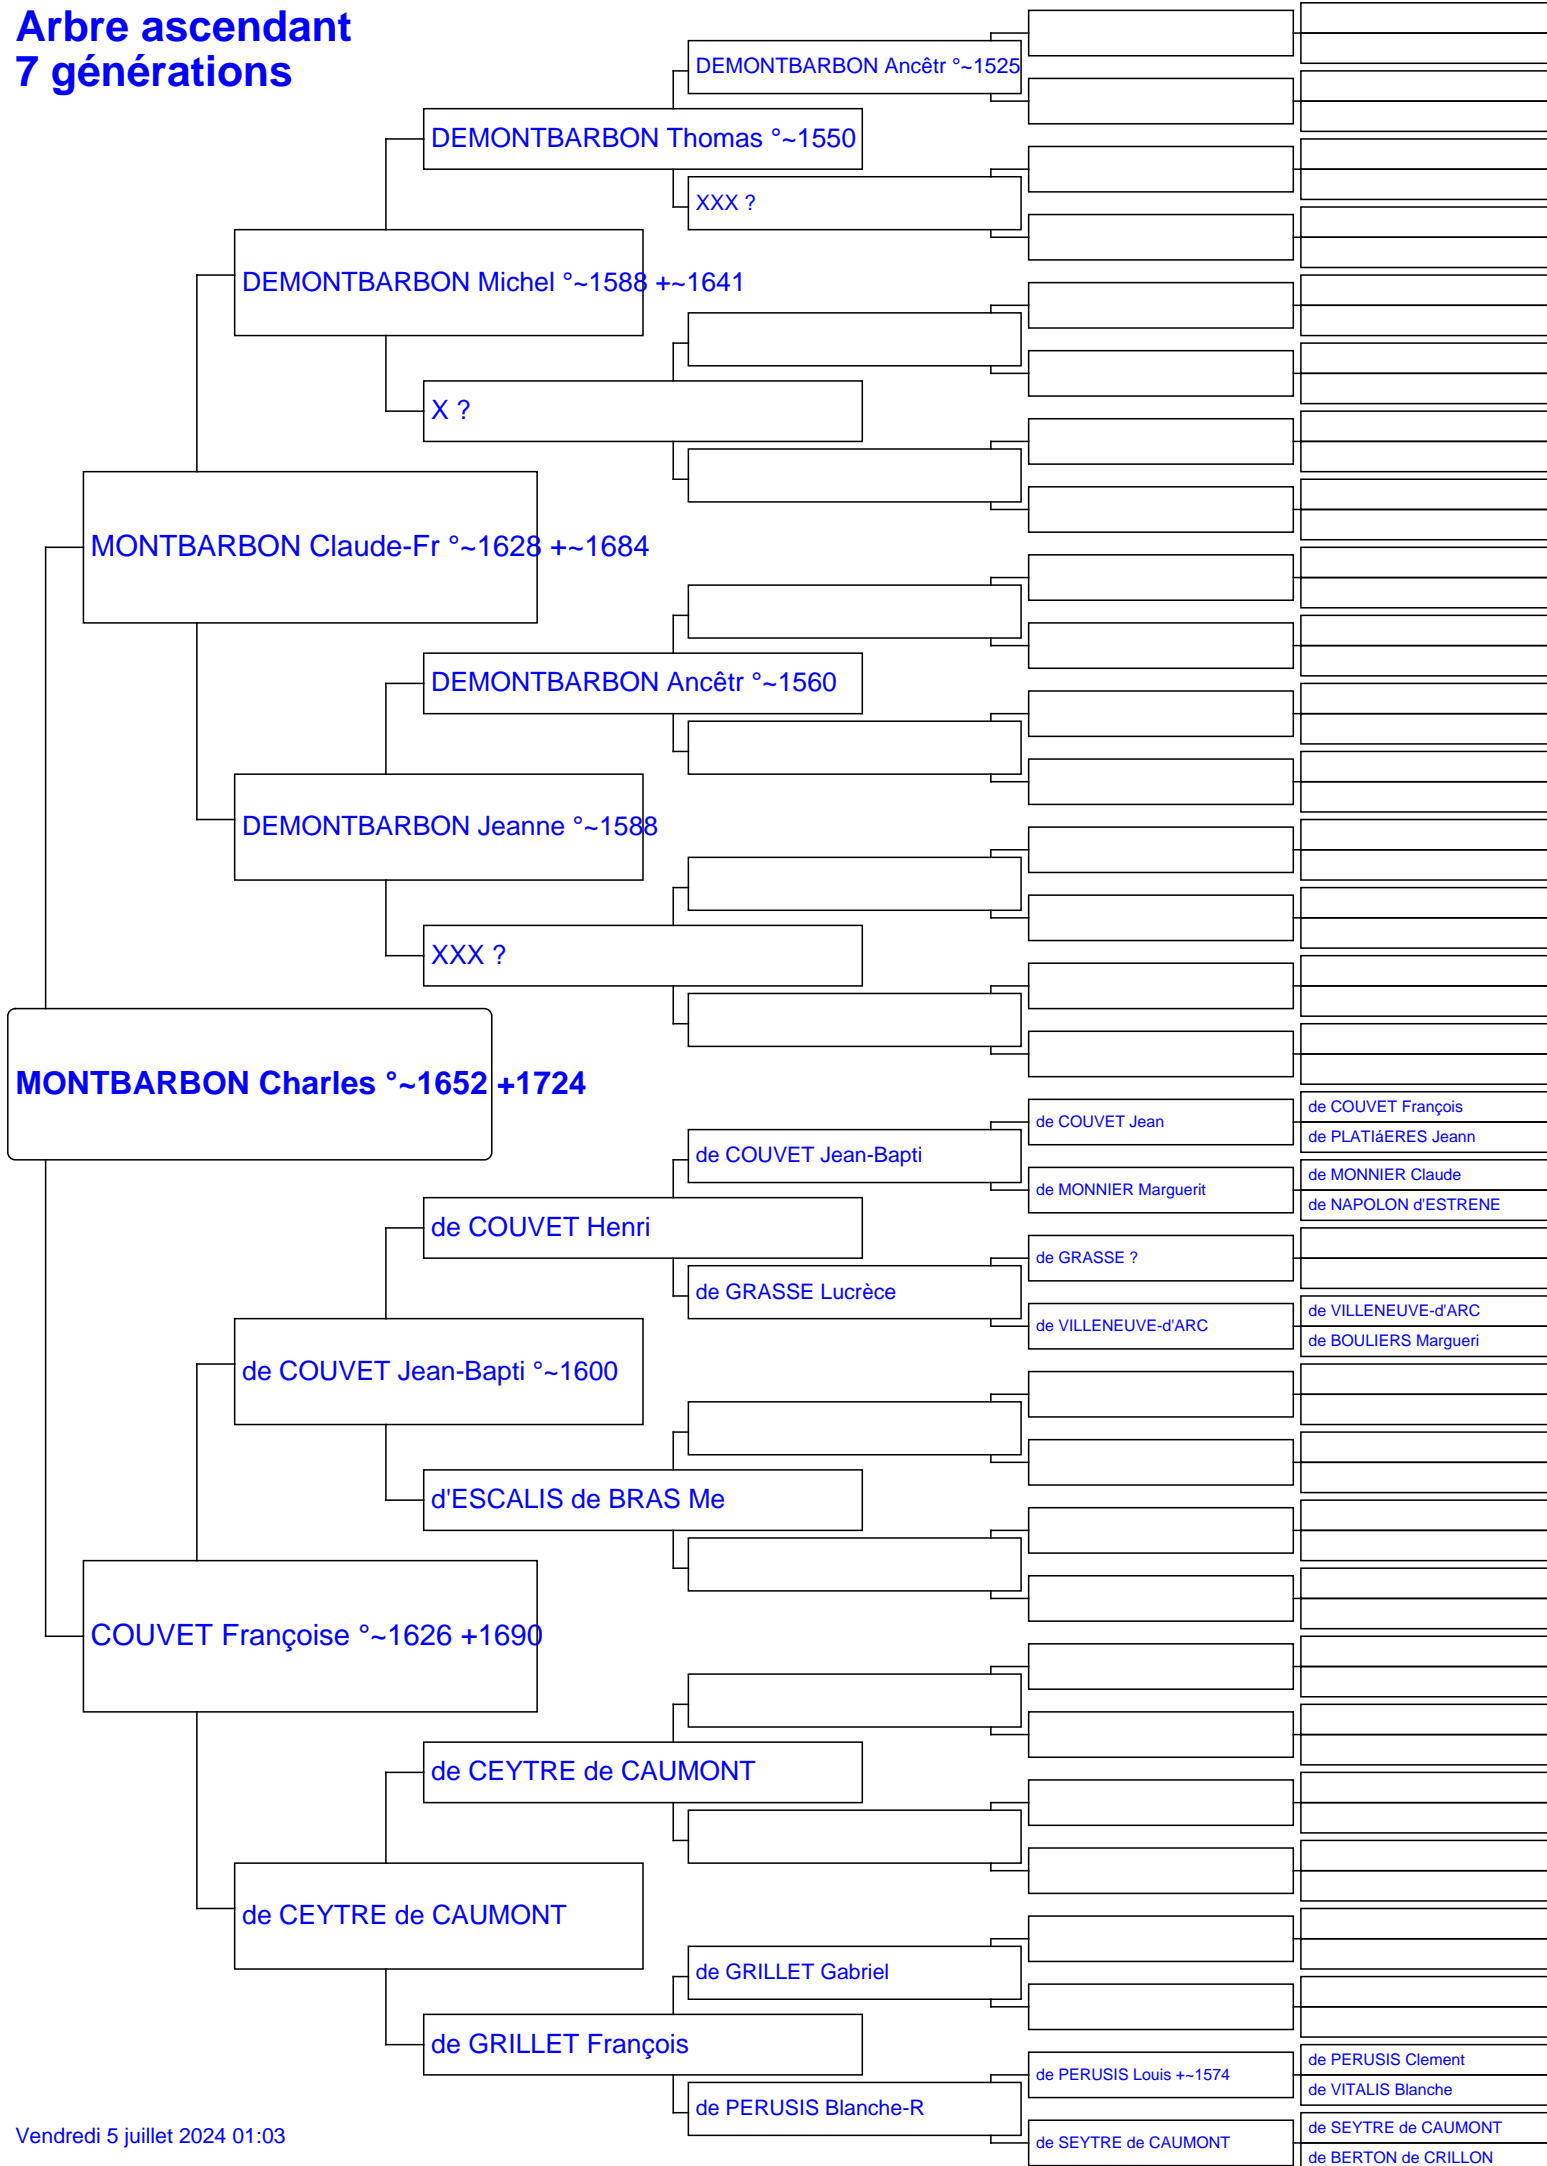 Arbre ascendant
7 générations
DEMONTBARBON Ancêtr °~1525
DEMONTBARBON Thomas °~1550
XXX ?
DEMONTBARBON Michel °~1588 +~1641
X ?
MONTBARBON Claude-Fr °~1628 +~1684
DEMONTBARBON Ancêtr °~1560
DEMONTBARBON Jeanne °~1588
XXX ?
MONTBARBON Charles °~1652 +1724
de COUVET François
de COUVET Jean
de PLATIáERES Jeann
de COUVET Jean-Bapti
de MONNIER Claude
de MONNIER Marguerit
de NAPOLON d'ESTRENE
de COUVET Henri
de GRASSE ?
de GRASSE Lucrèce
de VILLENEUVE-d'ARC
de VILLENEUVE-d'ARC
de BOULIERS Margueri
de COUVET Jean-Bapti °~1600
d'ESCALIS de BRAS Me
COUVET Françoise °~1626 +1690
de CEYTRE de CAUMONT
de CEYTRE de CAUMONT
de GRILLET Gabriel
de GRILLET François
de PERUSIS Clement
de PERUSIS Louis +~1574
de VITALIS Blanche
de PERUSIS Blanche-R
de SEYTRE de CAUMONT
de SEYTRE de CAUMONT
de BERTON de CRILLON
Vendredi 5 juillet 2024 01:03